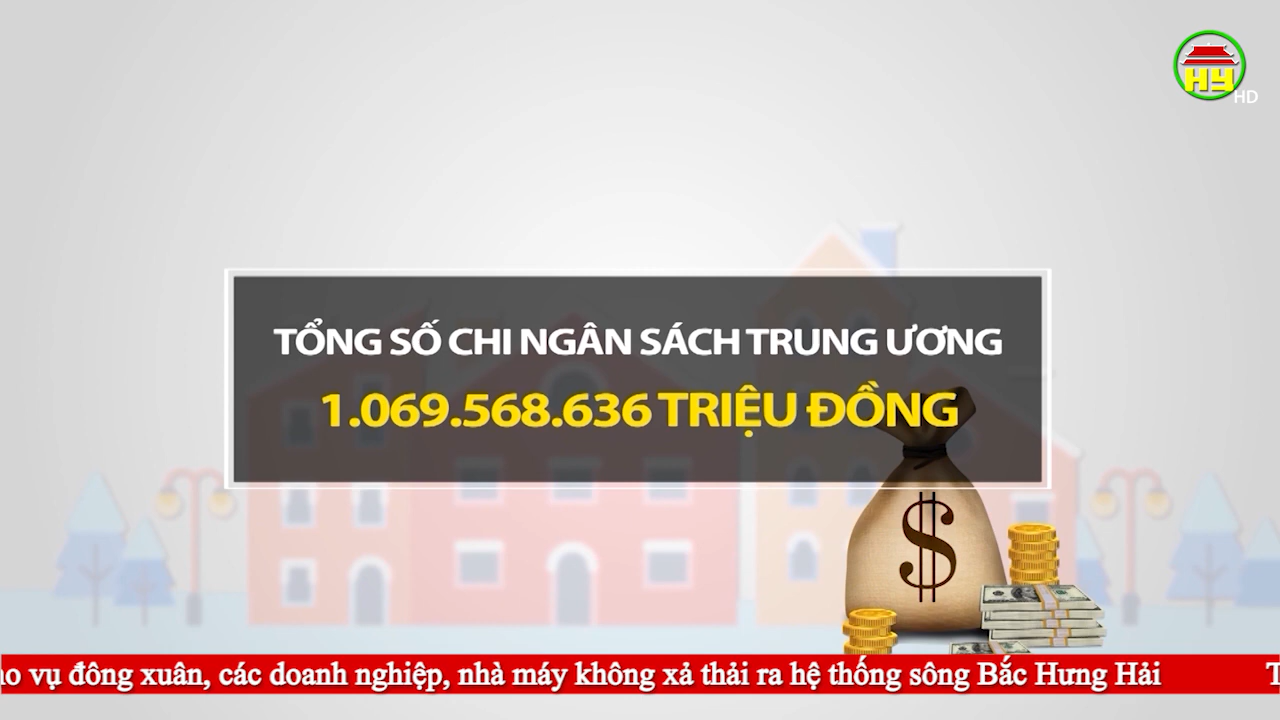 HY
HD
TỔNG SỐ CHI NGÂN SÁCH TRUNG ƯƠNG
1.069.568.636 TRIỆU ĐỒNG
vụ đông xuân, các doanh nghiệp, nhà máy không xả thải ra hệ thống sông Bắc Hưng Hải